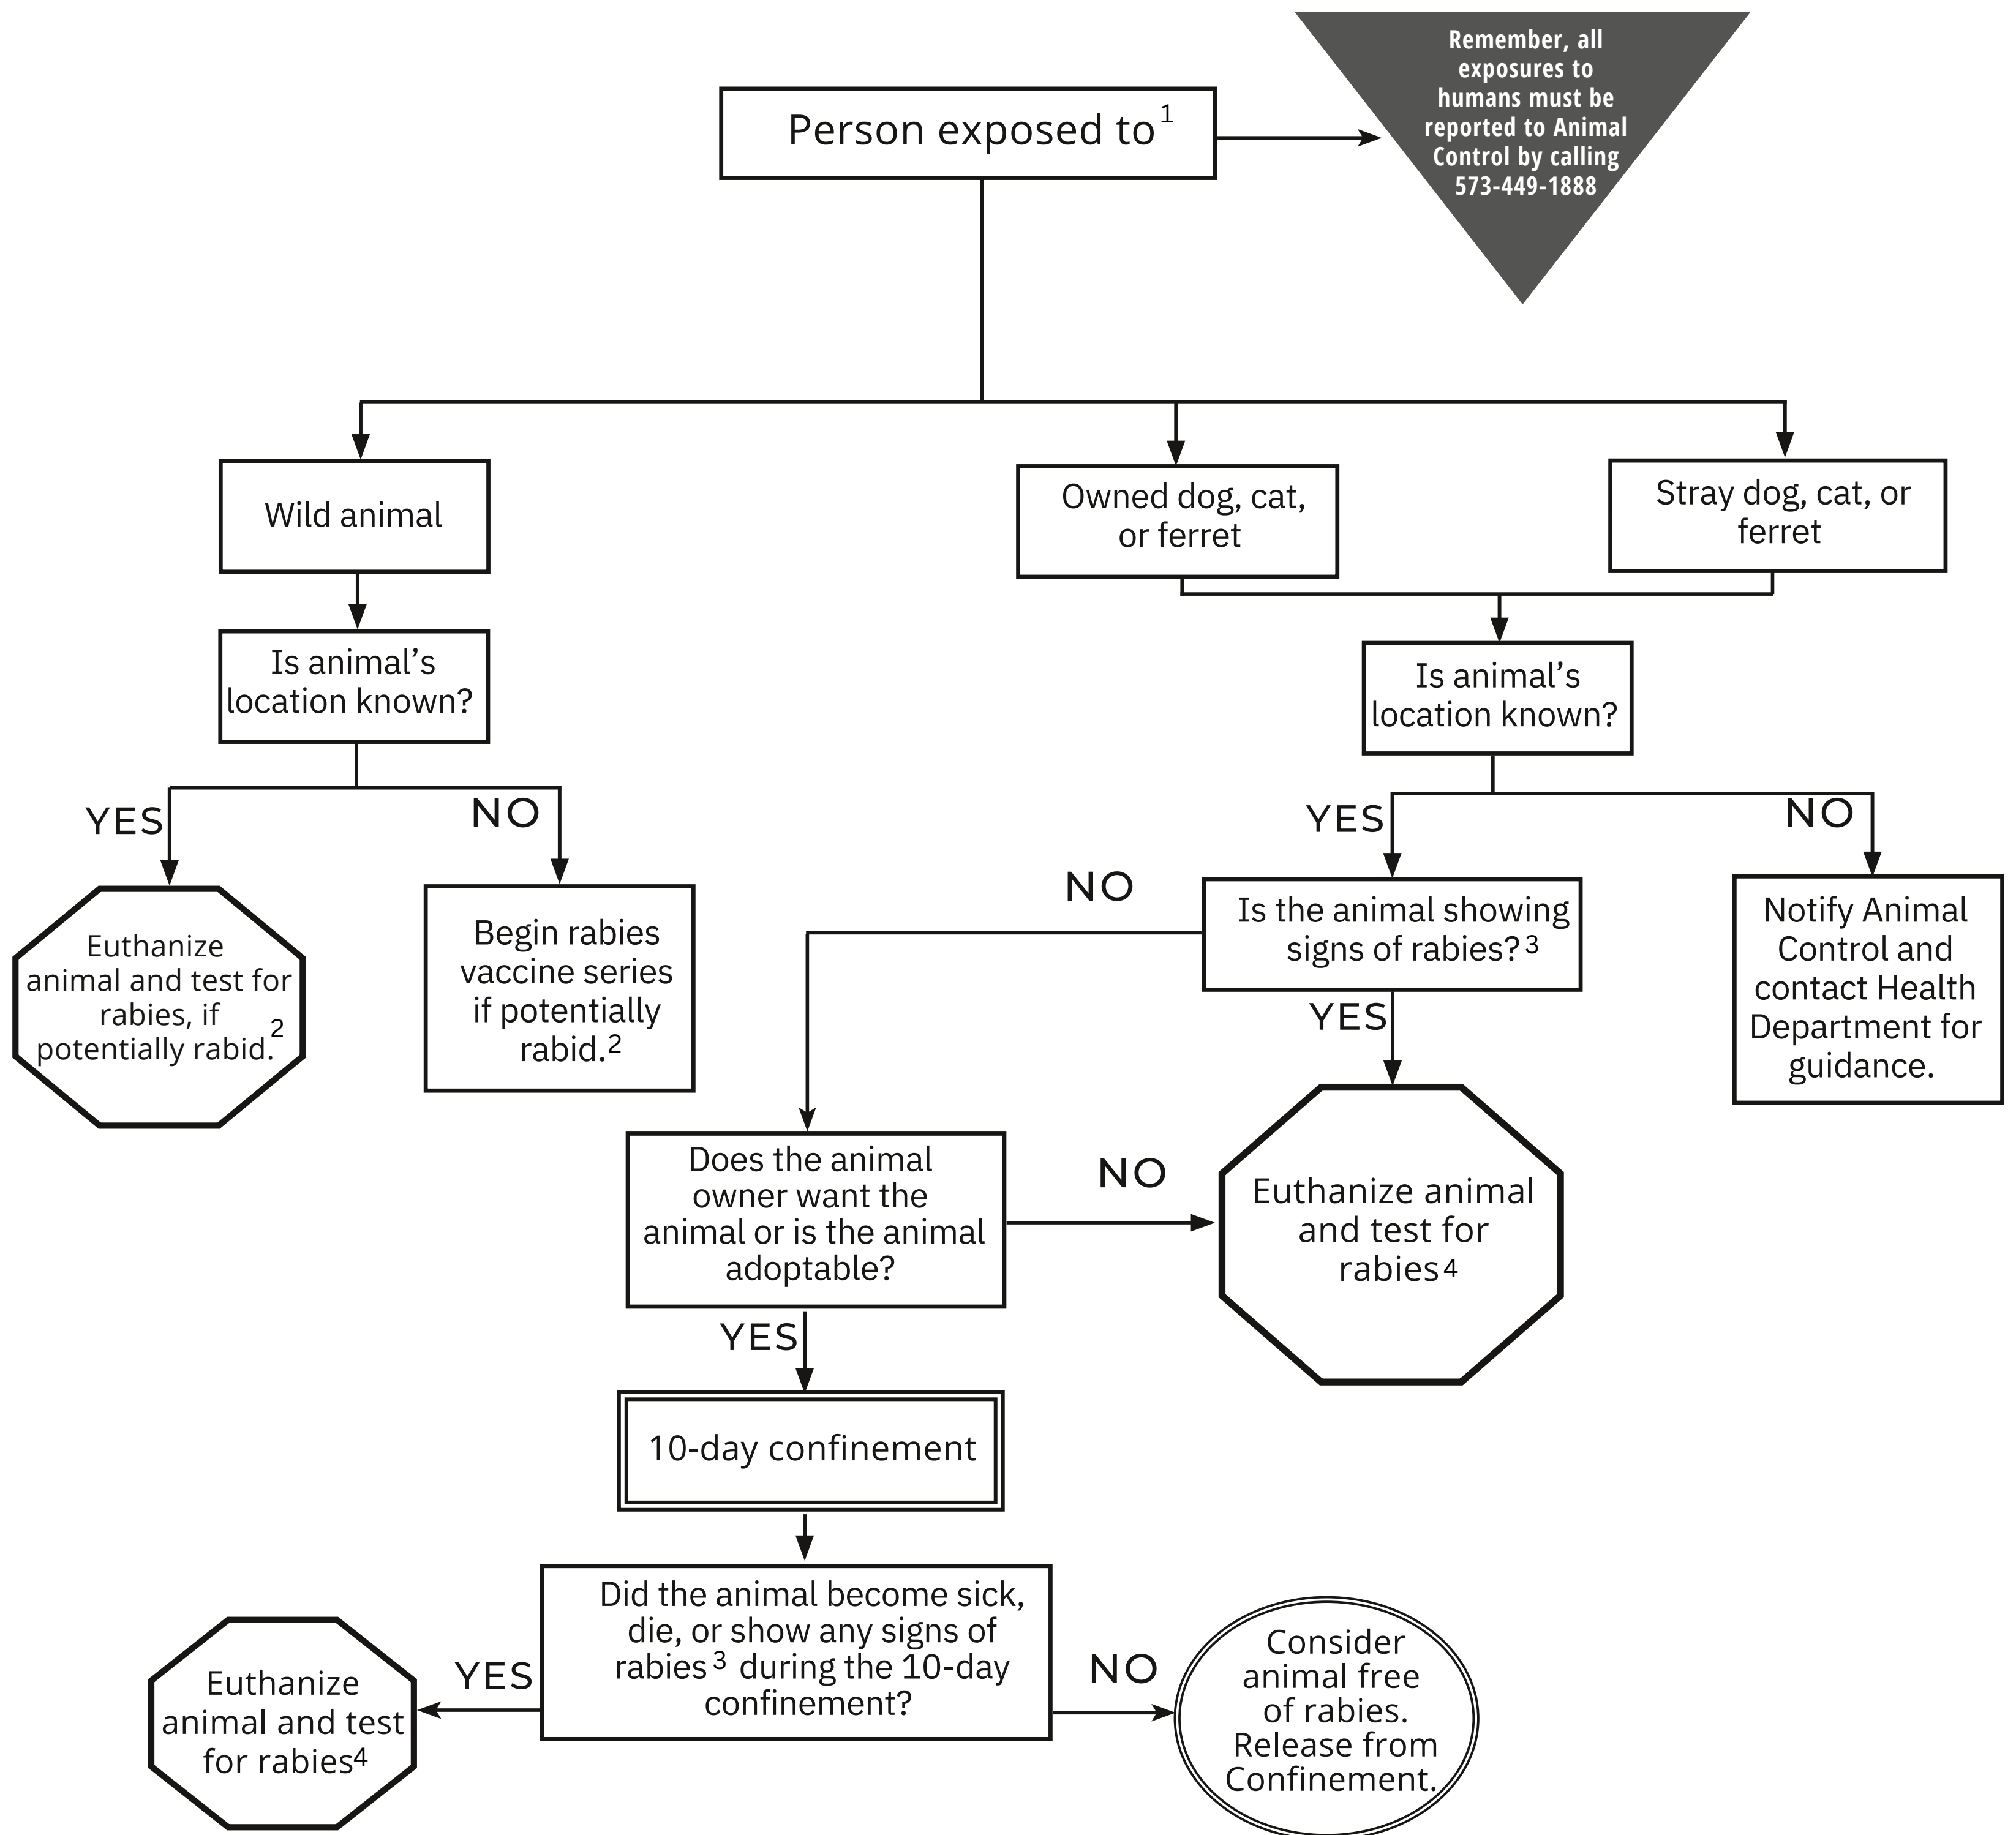 Remember, all
exposures to
humans must be
reported to Animal
Control by calling
573-449-1888
Person exposed to1
Wild animal
Owned dog, cat,
or ferret
Stray dog, cat, or
ferret
Is animal’s
location known?
Is animal’s
location known?
YES
NO
YES
NO
Euthanize
animal and test for
rabies, if
potentially rabid.2
Begin rabies
vaccine series
if potentially
rabid.2
NO
Is the animal showing
signs of rabies?3
Notify Animal
Control and
contact Health
Department for
guidance.
YES
Does the animal
owner want the
animal or is the animal
adoptable?
NO
Euthanize animal
and test for
rabies4
YES
10-day confinement
Did the animal become sick,
die, or show any signs of
rabies3 during the 10-day
confinement?
YES
Euthanize
animal and test
for rabies4
NO
Consider
animal free
of rabies.
Release from
Confinement.